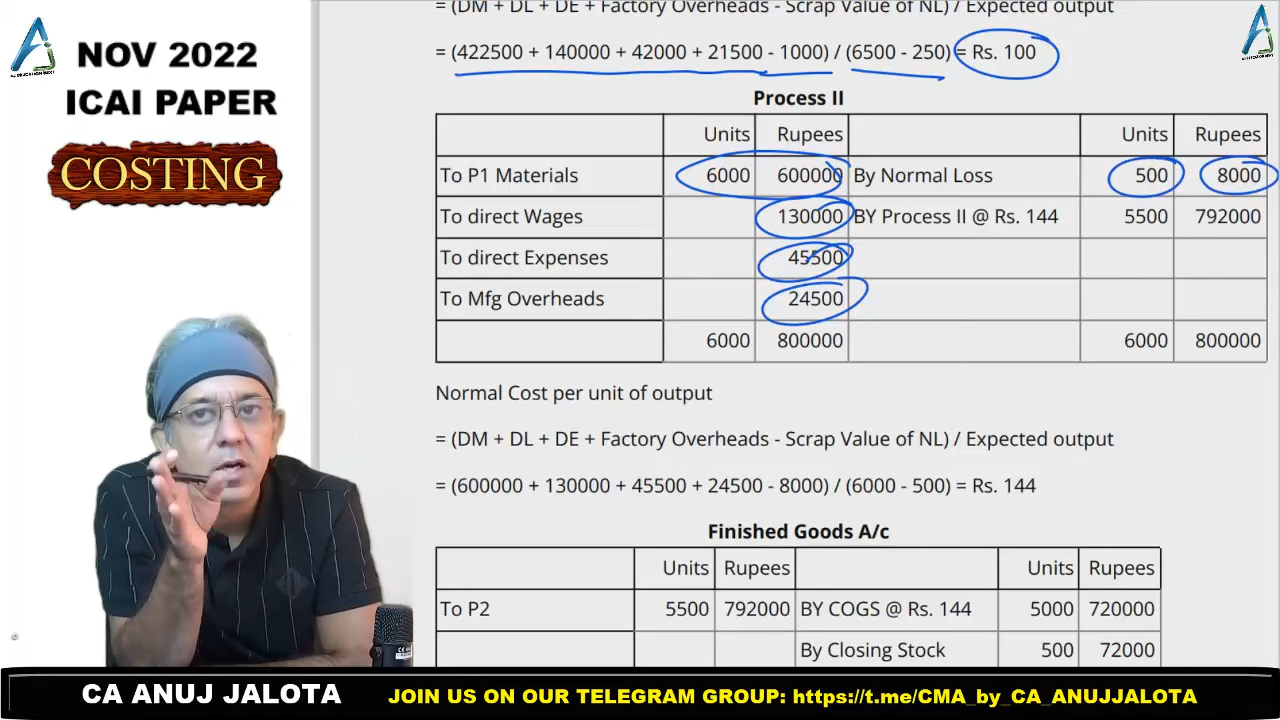 = (DM + DL + DE + Factory Overheads - Scrap Value of NL) / Expected output
= (422500 + 140000 + 42000 + 21500 - 1000) / (6500 - 250) = Rs. 100
NOV 2022
ICAI PAPER
COSTING
Process II
Units Rupees Units Rupees
To P1 Materials 6000 600000 By Normal Loss 500 8000
To direct Wages 130000 BY Process II @ Rs. 144 5500 792000
To direct Expenses 45500
To Mfg Overheads 24500
6000 800000 6000 800000
Normal Cost per unit of output
= (DM + DL + DE + Factory Overheads - Scrap Value of NL) / Expected output
= (600000 + 130000 + 45500 + 24500 - 8000) / (6000 - 500) = Rs. 144
Finished Goods A/c
Units Rupees Units Rupees
To P2 5500 792000 BY COGS @ Rs. 144 5000 720000
By Closing Stock 500 72000
CA ANUJ JALOTA
JOIN US ON OUR TELEGRAM GROUP: https://t.me/CMA_by_CA_ANUJJALOTA